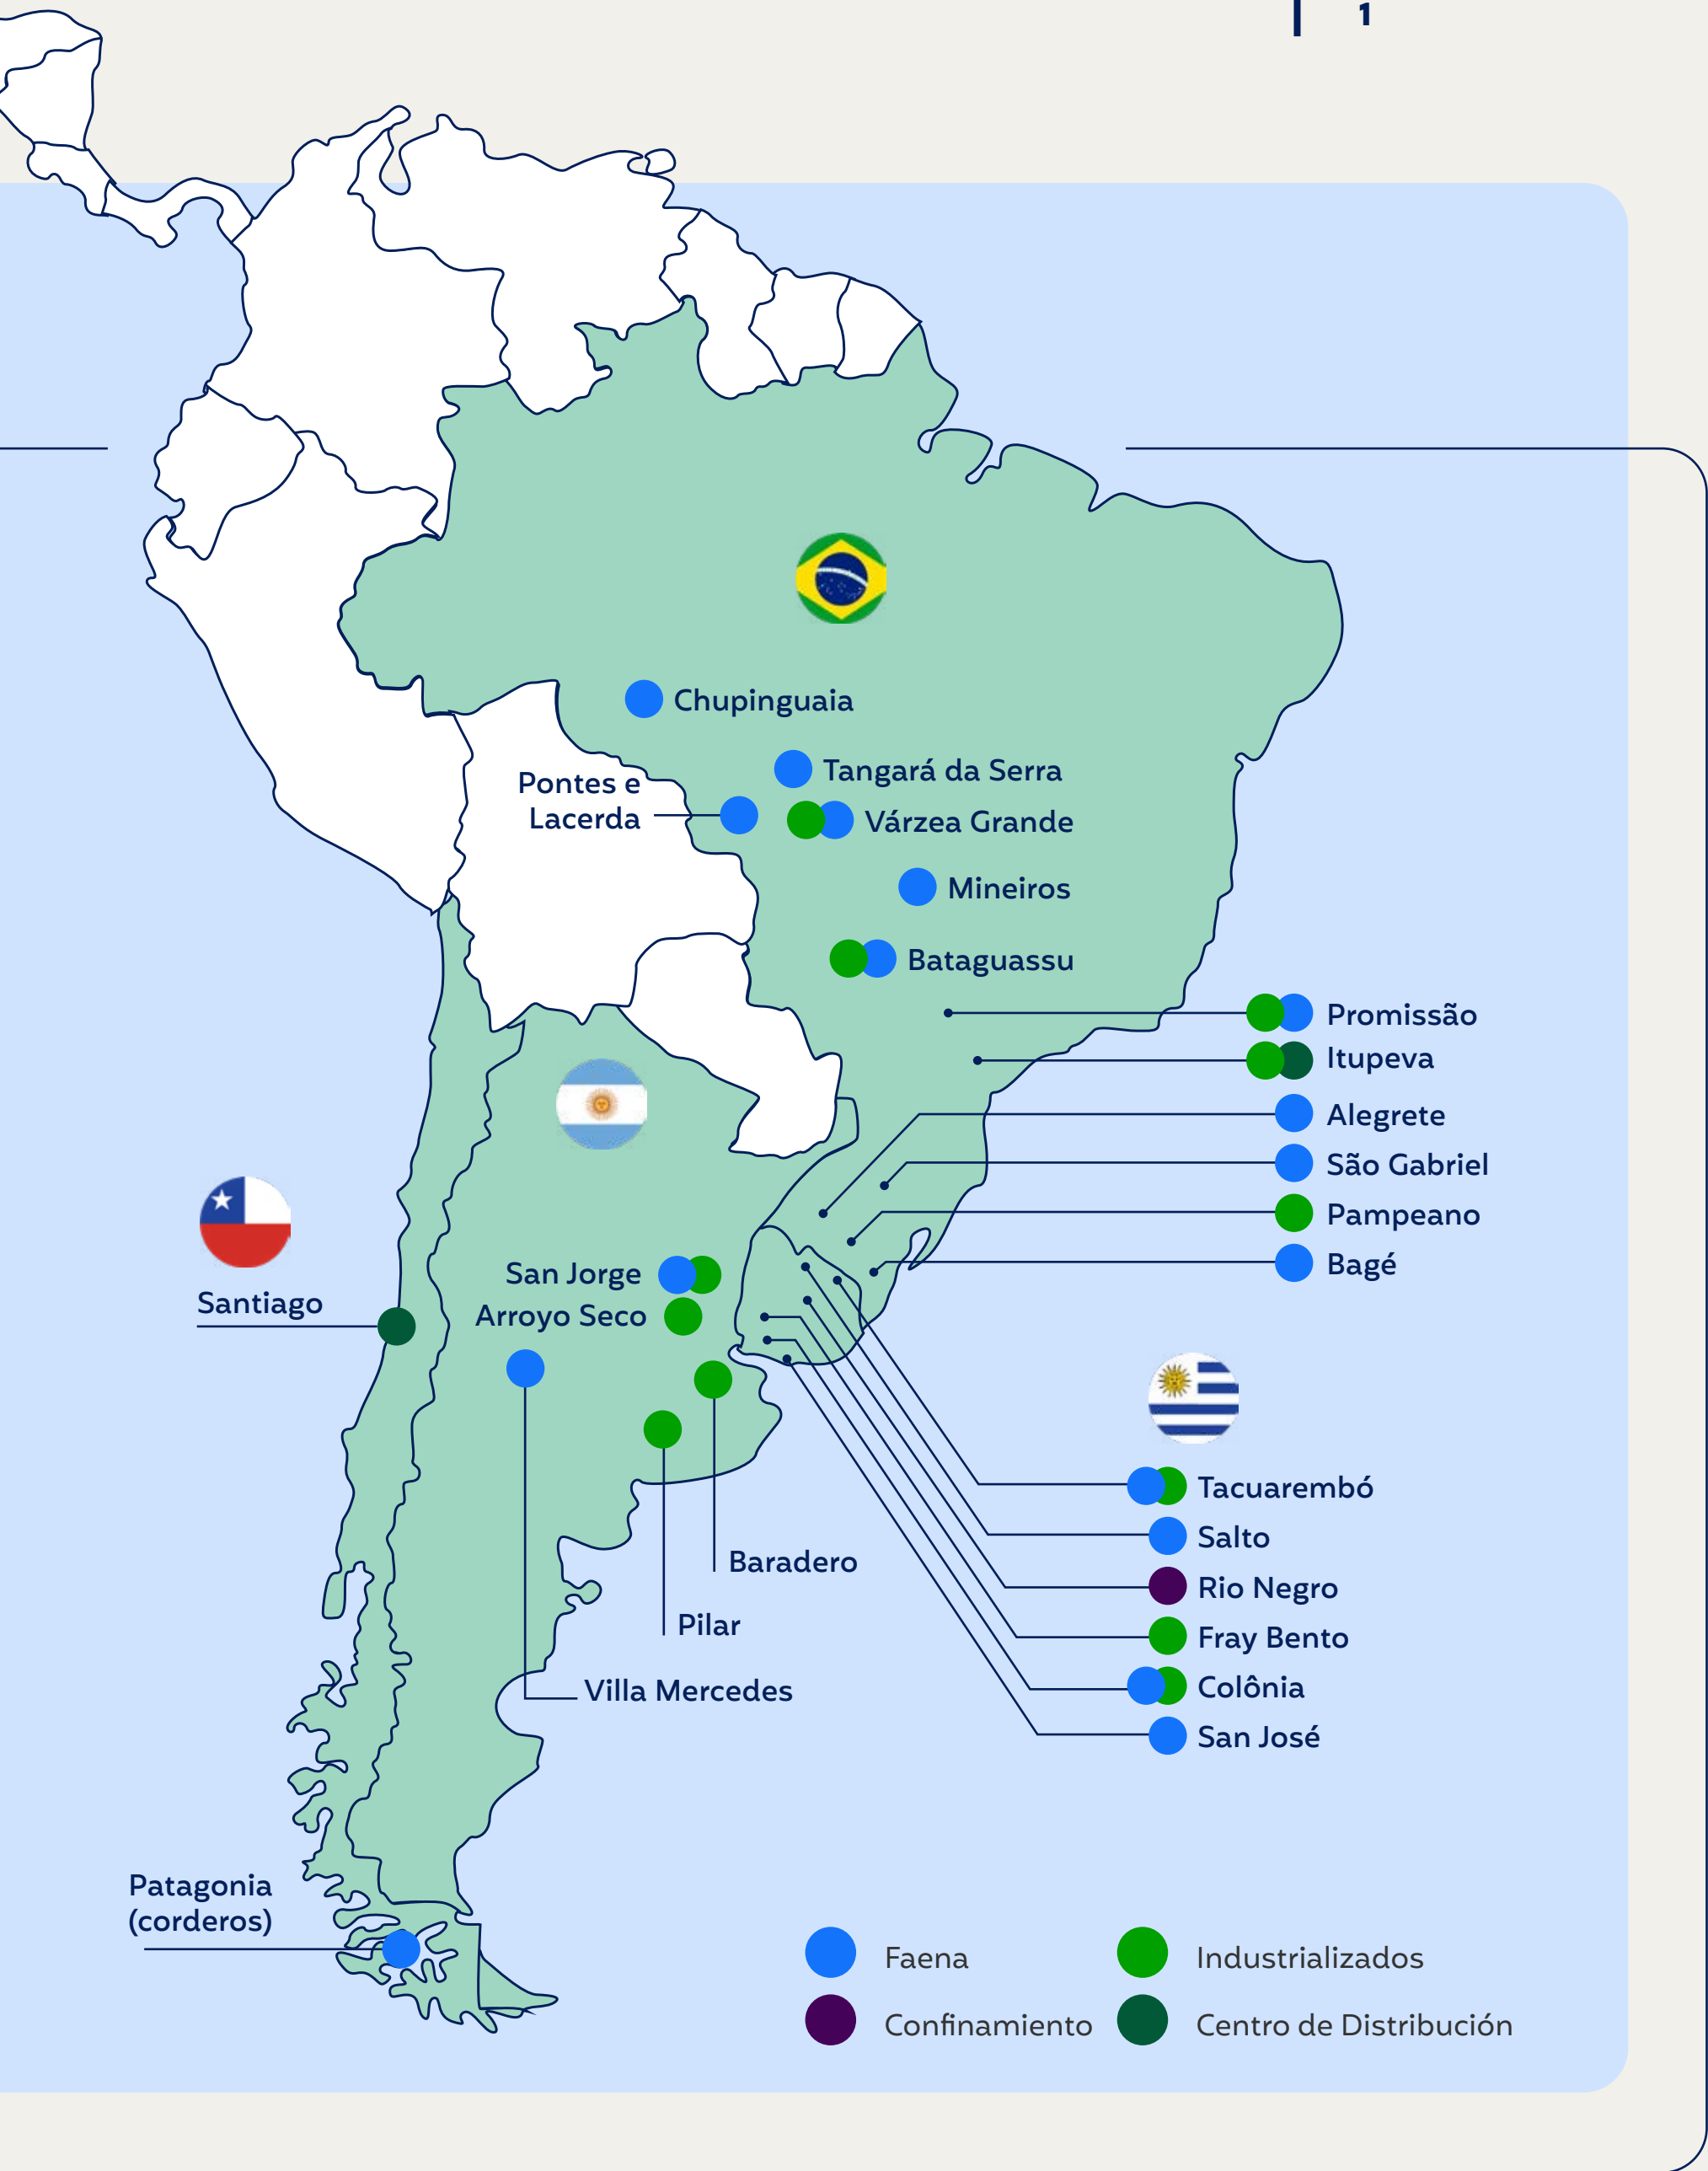 1
Chupinguaia
Tangará da Serra
Pontes e
Lacerda
Várzea Grande
Mineiros
Bataguassu
Promissão
Itupeva
Alegrete
São Gabriel
Pampeano
Bagé
San Jorge
Santiago
Arroyo Seco
Tacuarembó
Salto
Baradero
Rio Negro
Pilar
Fray Bento
Villa Mercedes
Colônia
San José
Patagonia
(corderos)
Faena
Industrializados
Confinamiento
Centro de Distribución